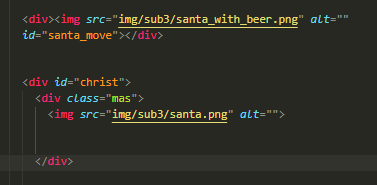 <div><img src="img/sub3/santa_with_beer.png" alt=""
id="santa_move"></div>
<div id="christ">
<div class="mas">
<img src="img/sub3/santa.png" alt="">
</div>